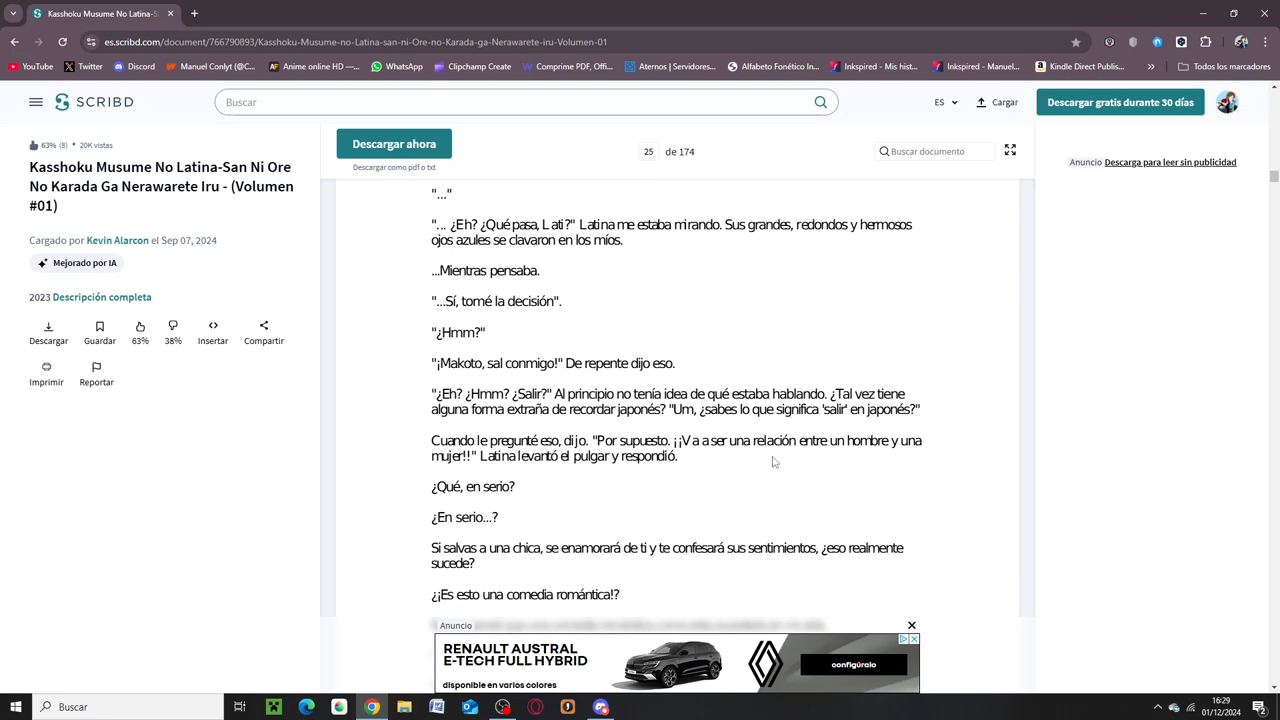 Kasshoku Musume No Latina-Sa
16:29
es.scribd.com/document/766790893/Kasshoku-Musume-no-Latina-san-ni-Ore-no-Karada-ga-Nerawarete-iru-Volumen-01
YouTube
Twitter
Discord
Manuel Conly (@C...
Anime online HD —...
WhatsApp
Clipchamp Create
Comprime PDF, Offi...
Aternos | Servidores...
Alfabeto Fonético In...
Inkspired - Mis hist...
Inkspired - Manuel...
Kindle Direct Publis...
Todos los marcadores
SCRIBD
Buscar
ES
Cargar
Descargar gratis durante 30 días
63% (8) • 20K vistas
Kasshoku Musume No Latina-San Ni Ore
No Karada Ga Nerawarete Iru - (Volumen
#01)
Cargado por Kevin Alarcon el Sep 07, 2024
Mejorado por IA
2023 Descripción completa
Descargar
Guardar
63%
38%
Insertar
Compartir
Imprimir
Reportar
Descargar ahora
Descargar como pdf o txt
25 de 174
Buscar documento
Anuncio Descarga para leer sin publicidad
"..."
"... ¿Eh? ¿Qué pasa, Lati?" Latina me estaba mirando. Sus grandes, redondos y hermosos
ojos azules se clavaron en los míos.
...Mientras pensaba.
"...Sí, tomé la decisión".
"¿Hmm?"
"¡Makoto, sal conmigo!" De repente dijo eso.
"¿Eh? ¿Hmm? ¿Salir?" Al principio no tenía idea de qué estaba hablando. ¿Tal vez tiene
alguna forma extraña de recordar japonés? "Um, ¿sabes lo que significa 'salir' en japonés?"
Cuando le pregunté eso, dijo. "Por supuesto. ¡¡Va a ser una relación entre un hombre y una
mujer!!" Latina levantó el pulgar y respondió.
¿Qué, en serio?
¿En serio...?
Si salvas a una chica, se enamorará de ti y te confesará sus sentimientos, ¿eso realmente
sucede?
¿¡Es esto una comedia romántica!?
Anuncio
RENAULT AUSTRAL
E-TECH FULL HYBRID
disponible en varios colores
configúralo
Buscar
16:29
01/12/2024